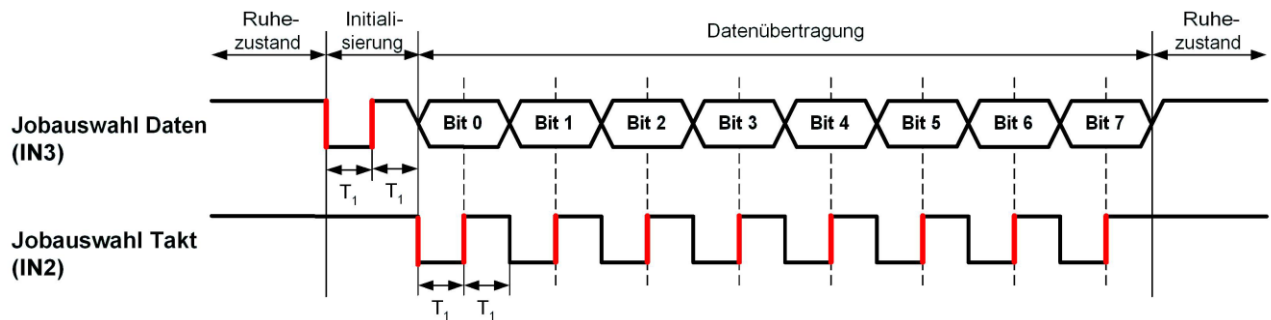 Ruhe-
zustand
Initiali-
sierung
Datenübertragung
Ruhe-
zustand
Jobauswahl Daten
(IN3)
Bit 0
Bit 1
Bit 2
Bit 3
Bit 4
Bit 5
Bit 6
Bit 7
T1
T1
Jobauswahl Takt
(IN2)
T1
T1